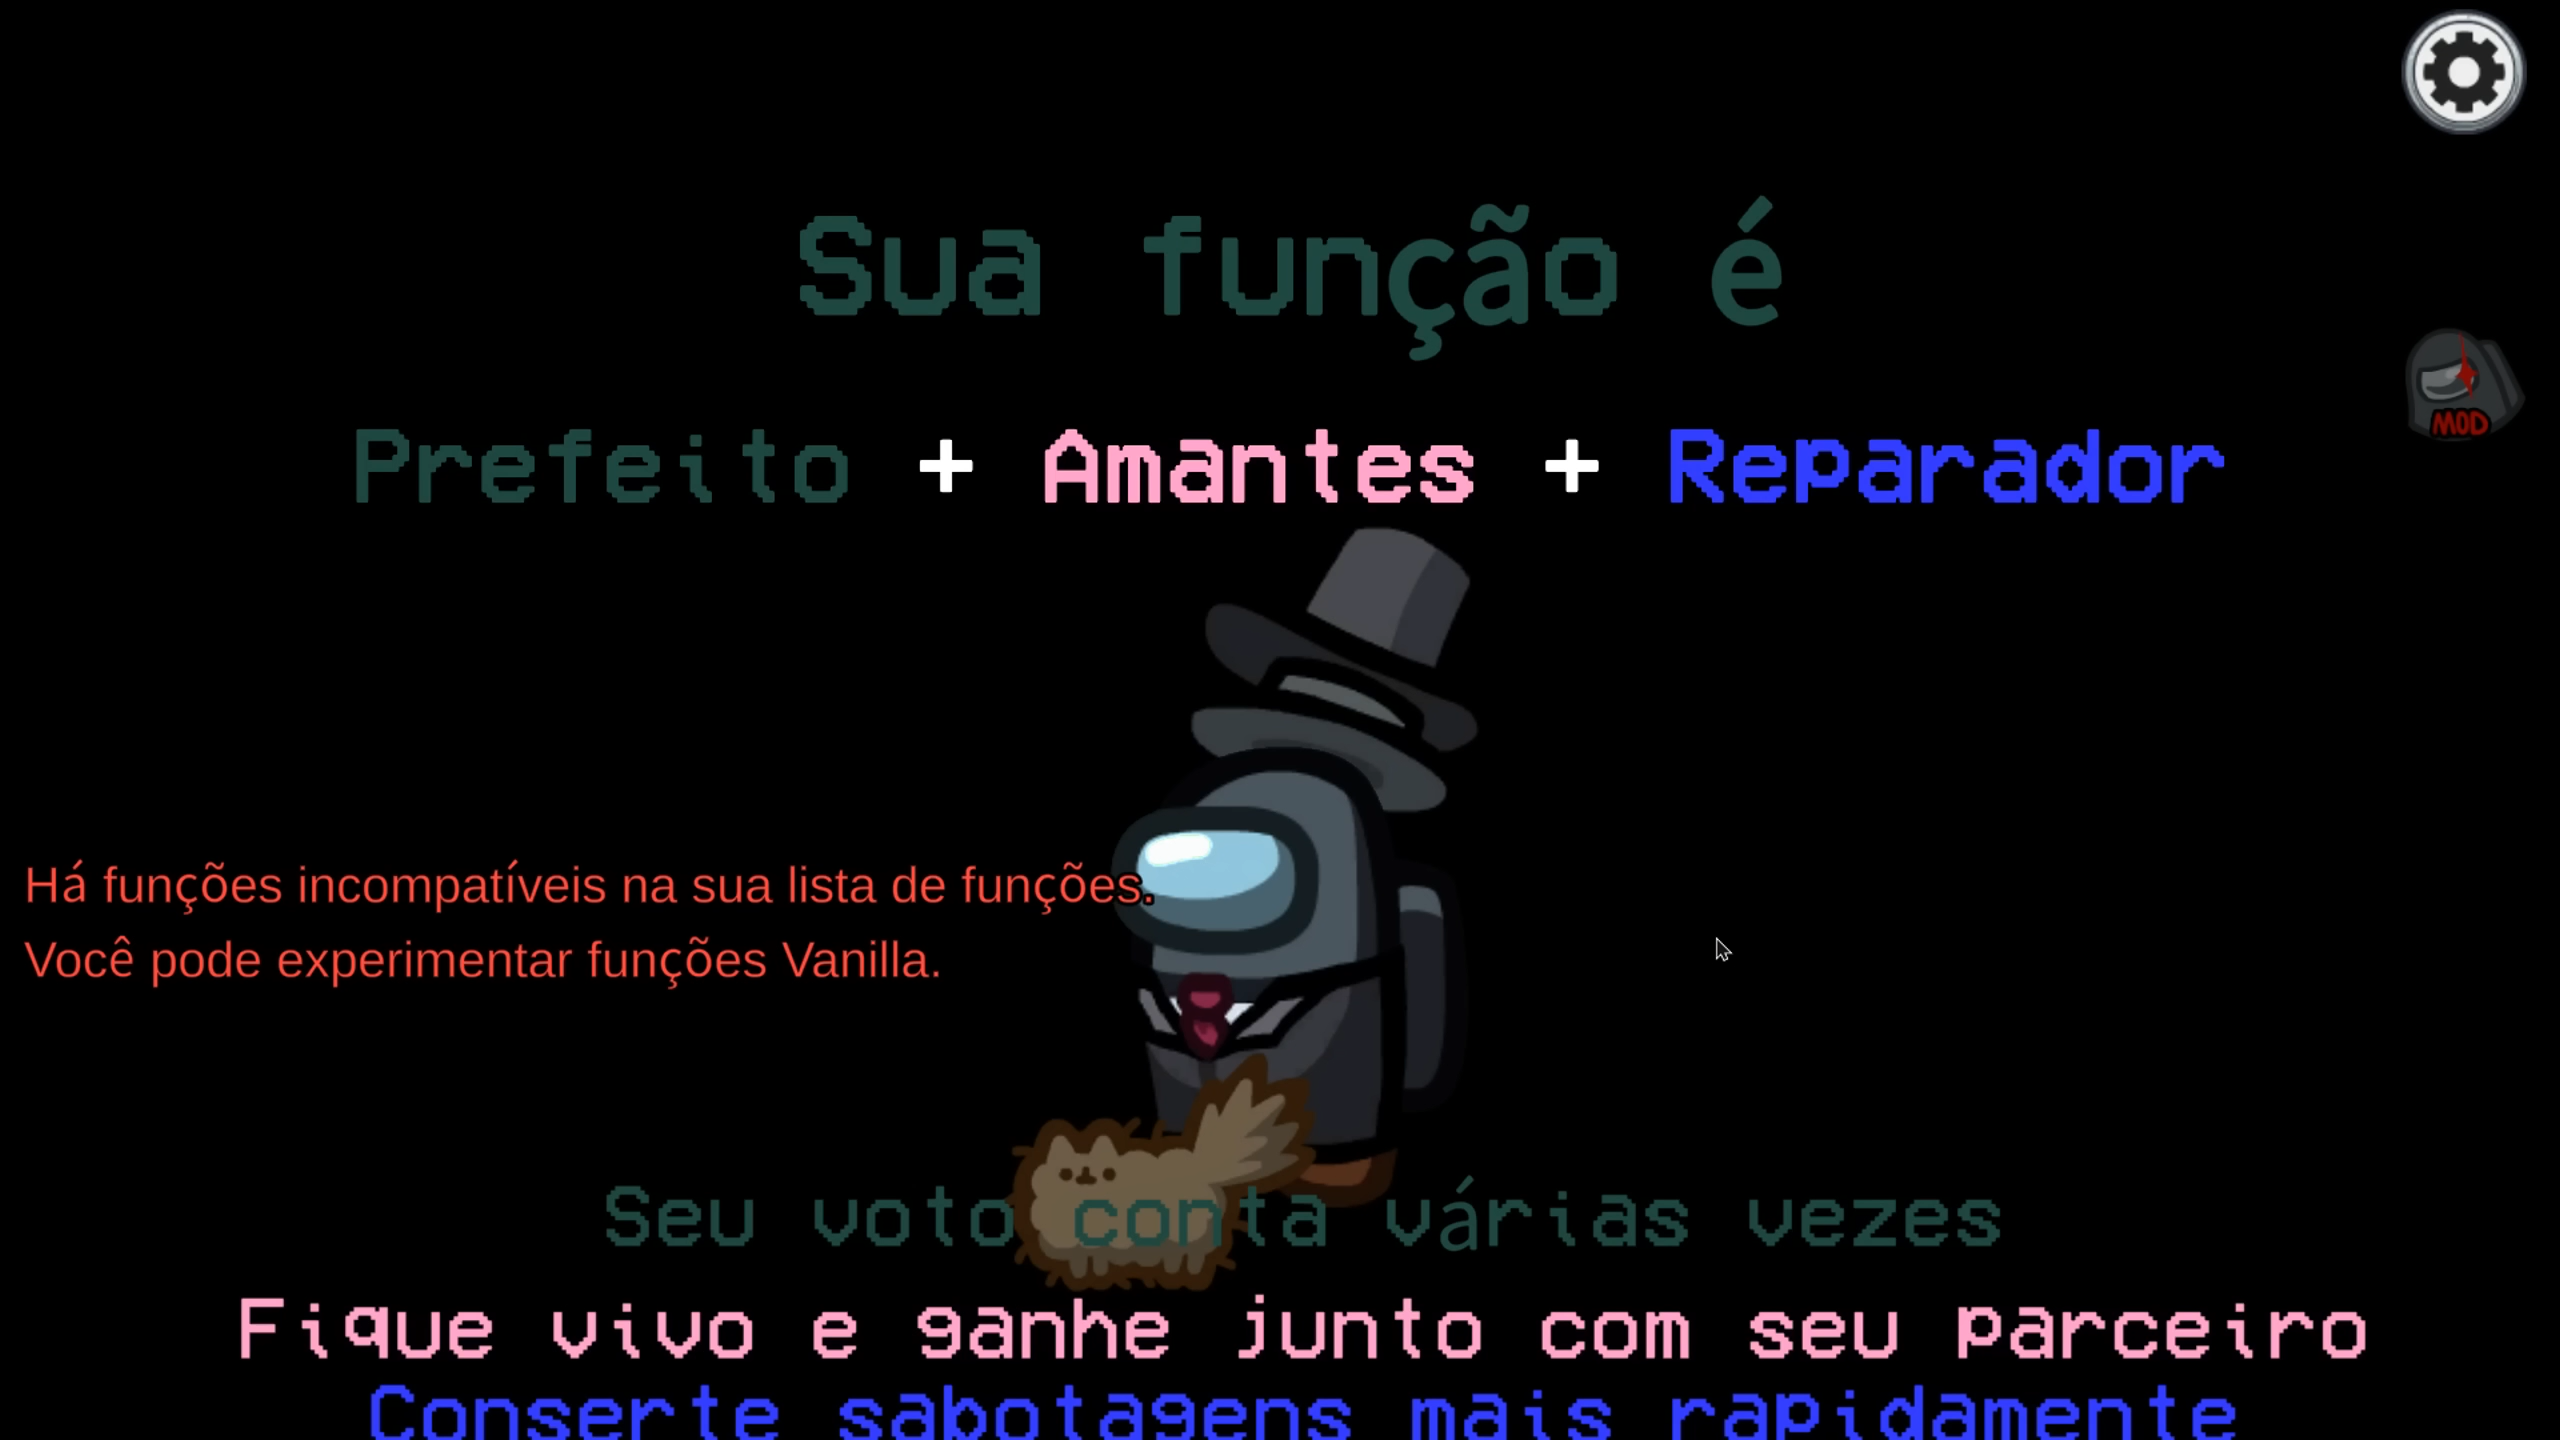 Sua função é
Prefeito + Amantes + Reparador
MOD
Há funções incompatíveis na sua lista de funções.
Você pode experimentar funções Vanilla.
Seu voto conta várias vezes
Fique vivo e ganhe junto com seu parceiro
Conserte sabotagens mais rapidamente